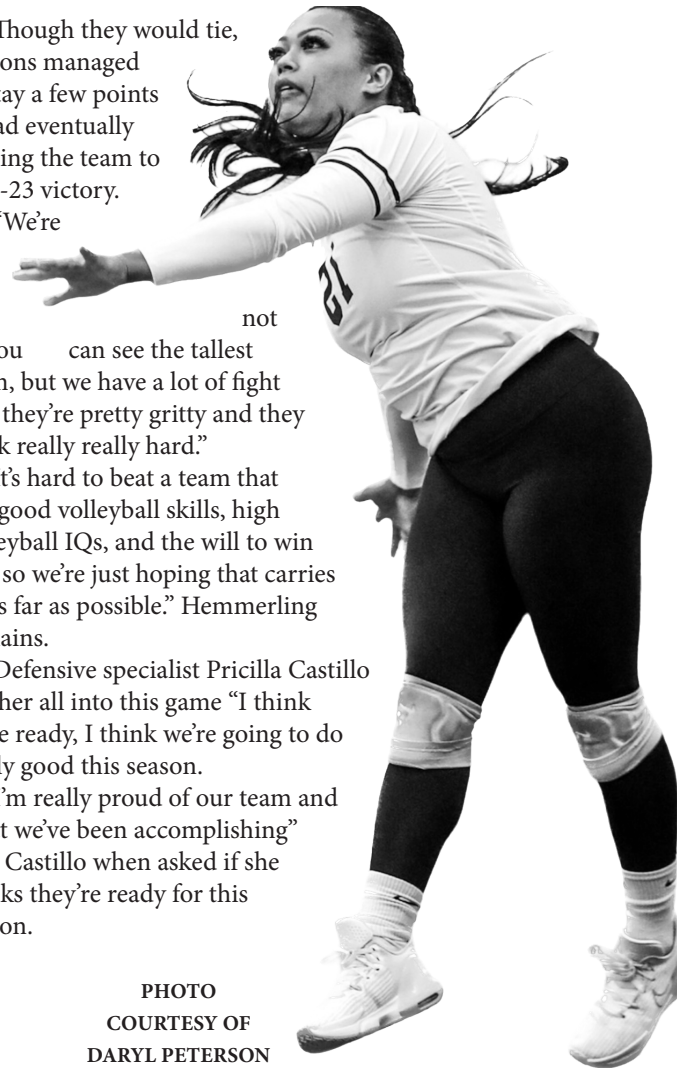 Though they would tie,
ons managed
tay a few points
ad eventually
ing the team to
-23 victory.
“We’re
not
ou can see the tallest
n, but we have a lot of fight
they’re pretty gritty and they
k really really hard.”
t’s hard to beat a team that
good volleyball skills, high
eyball IQs, and the will to win
so we’re just hoping that carries
s far as possible.” Hemmerling
ains.
Defensive specialist Pricilla Castillo
her all into this game “I think
e ready, I think we’re going to do
ly good this season.
I’m really proud of our team and
t we’ve been accomplishing”
Castillo when asked if she
ks they’re ready for this
on.
21
PHOTO
COURTESY OF
DARYL PETERSON